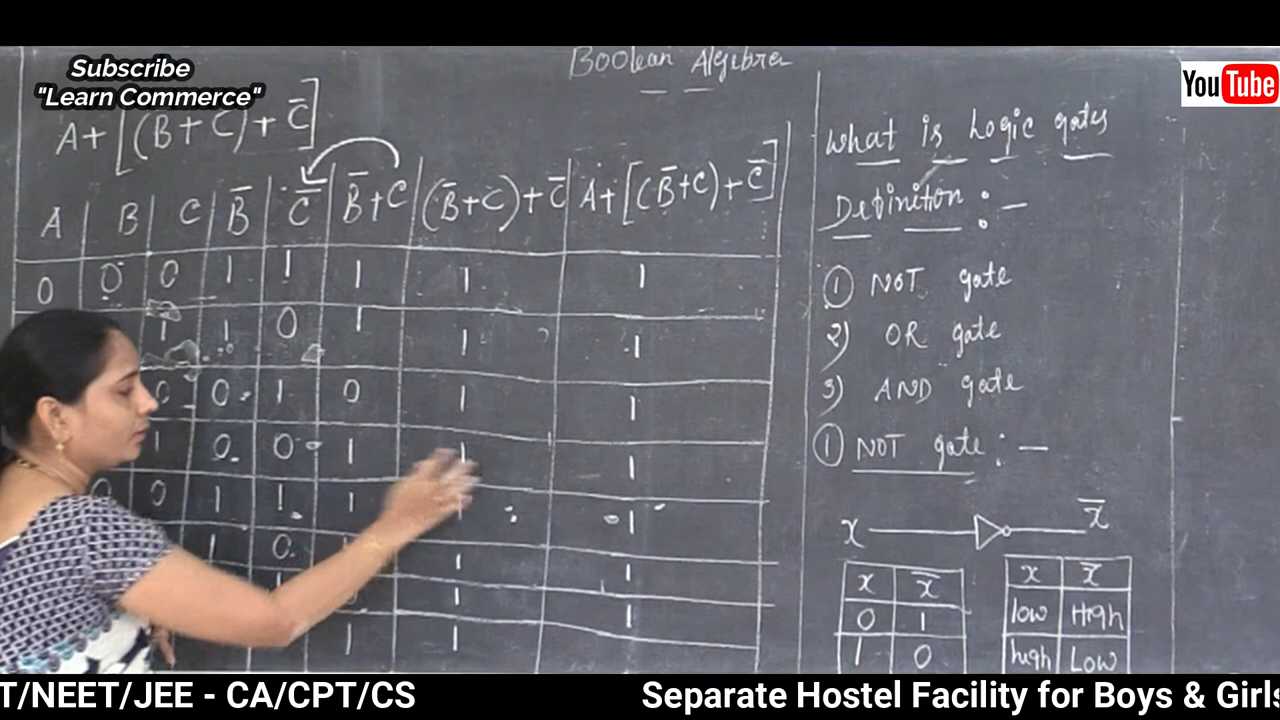 Subscribe
"Learn Commerce"
YouTube
Boolean Algebra
A+[(B̅+C)+C̅]
A B C B̅ C̅ B̅+C (B̅+C)+C̅ A+[(B̅+C)+C̅]
0 0 0 1 1 1 1 1
1 1 0 1 1 1
0 0 1 0 1 1
1 0 0 1 1 1
0 0 1 1 1 1 1
1 0 1 1
1 1
1 1
What is Logic gates
Definition :-
① NOT gate
2) OR gate
3) AND gate
① NOT gate :-
x x̅
x x̅
0 1
1 0
x x̅
low High
high Low
T/NEET/JEE - CA/CPT/CS Separate Hostel Facility for Boys & Girls